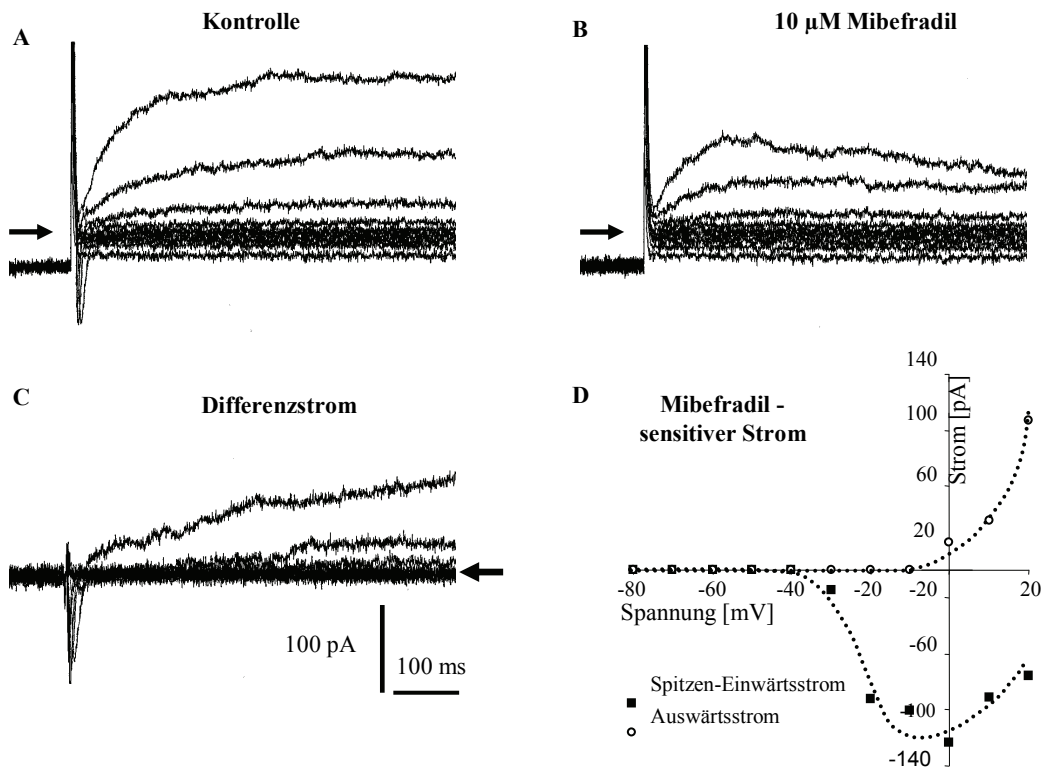 A
Kontrolle
B
10 µM Mibefradil
C
Differenzstrom
100 pA
100 ms
D
Mibefradil -
sensitiver Strom
Strom [pA]
140
100
60
20
-20
-60
-100
-140
-80
-60
-40
-20
20
Spannung [mV]
Spitzen-Einwärtsstrom
Auswärtsstrom